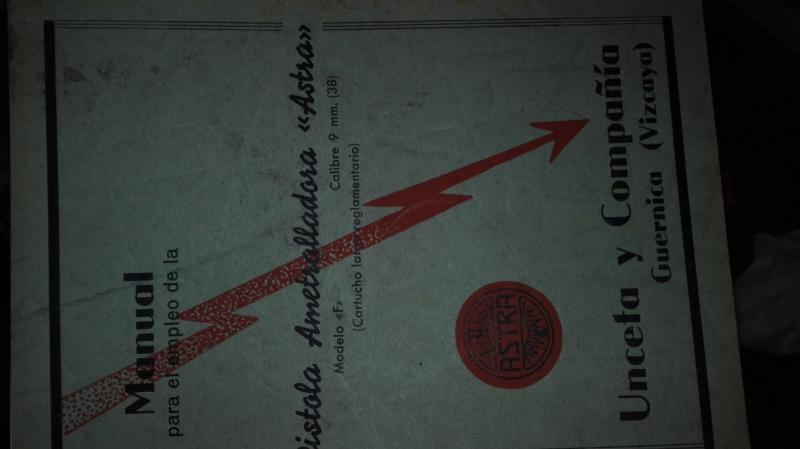 Manual
para el empleo de la
Pistola Ametralladora «Astra»
Modelo «F» Calibre 9 mm. (38)
(Cartucho largo reglamentario)
ASTRA
Unceta y Compañía
Guernica (Vizcaya)